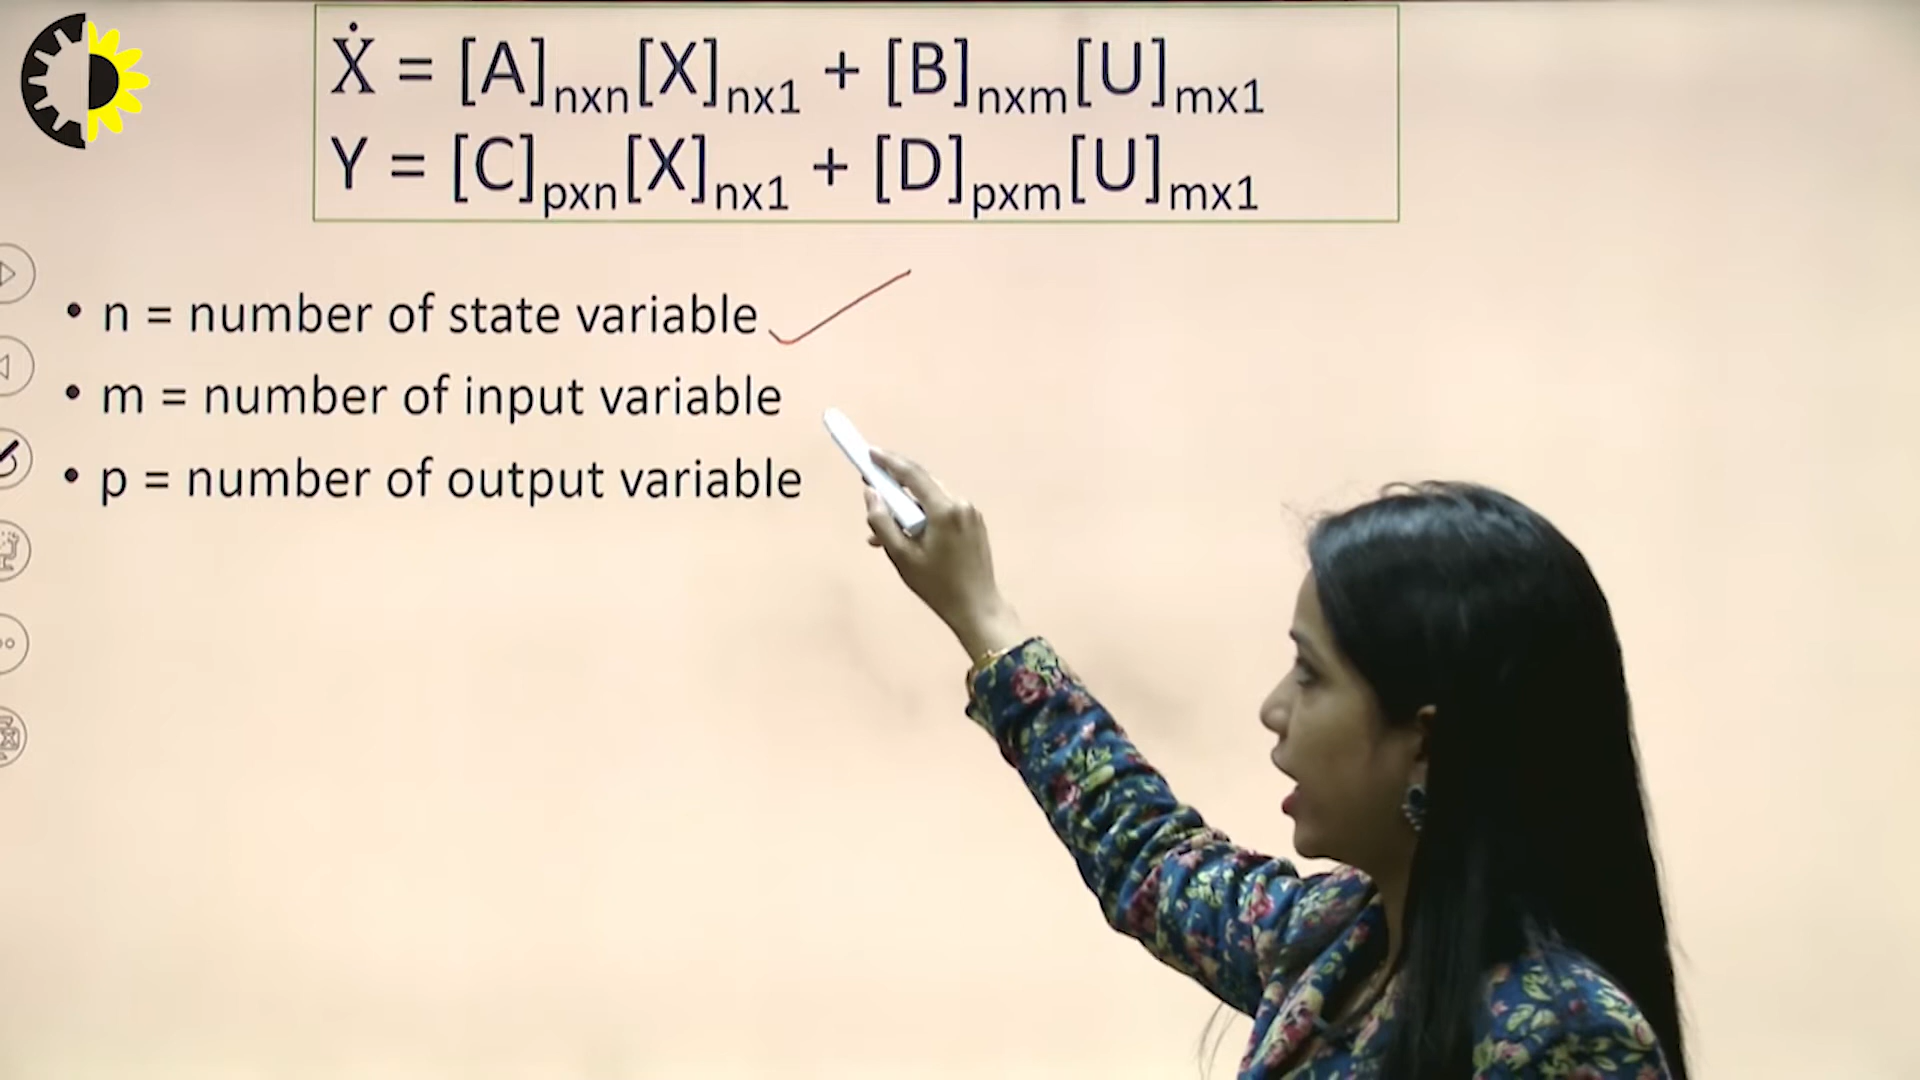 Ẋ = [A]nxn[X]nx1 + [B]nxm[U]mx1
Y = [C]pxn[X]nx1 + [D]pxm[U]mx1
• n = number of state variable
• m = number of input variable
• p = number of output variable